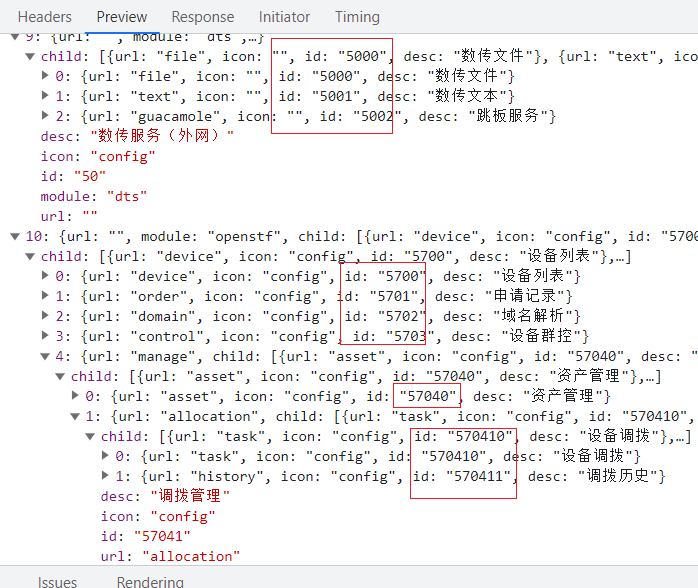 Headers Preview Response Initiator Timing
9: {url: "", module: "dts",…}
child: [{url: "file", icon: "", id: "5000", desc: "数传文件"}, {url: "text", ico
0: {url: "file", icon: "", id: "5000", desc: "数传文件"}
1: {url: "text", icon: "", id: "5001", desc: "数传文本"}
2: {url: "guacamole", icon: "", id: "5002", desc: "跳板服务"}
desc: "数传服务（外网）"
icon: "config"
id: "50"
module: "dts"
url: ""
10: {url: "", module: "openstf", child: [{url: "device", icon: "config", id: "570
child: [{url: "device", icon: "config", id: "5700", desc: "设备列表"},…]
0: {url: "device", icon: "config", id: "5700", desc: "设备列表"}
1: {url: "order", icon: "config", id: "5701", desc: "申请记录"}
2: {url: "domain", icon: "config", id: "5702", desc: "域名解析"}
3: {url: "control", icon: "config", id: "5703", desc: "设备群控"}
4: {url: "manage", child: [{url: "asset", icon: "config", id: "57040", desc: "
child: [{url: "asset", icon: "config", id: "57040", desc: "资产管理"},…]
0: {url: "asset", icon: "config", id: "57040", desc: "资产管理"}
1: {url: "allocation", child: [{url: "task", icon: "config", id: "570410",
child: [{url: "task", icon: "config", id: "570410", desc: "设备调拨"},…]
0: {url: "task", icon: "config", id: "570410", desc: "设备调拨"}
1: {url: "history", icon: "config", id: "570411", desc: "调拨历史"}
desc: "调拨管理"
icon: "config"
id: "57041"
url: "allocation"
Issues Rendering